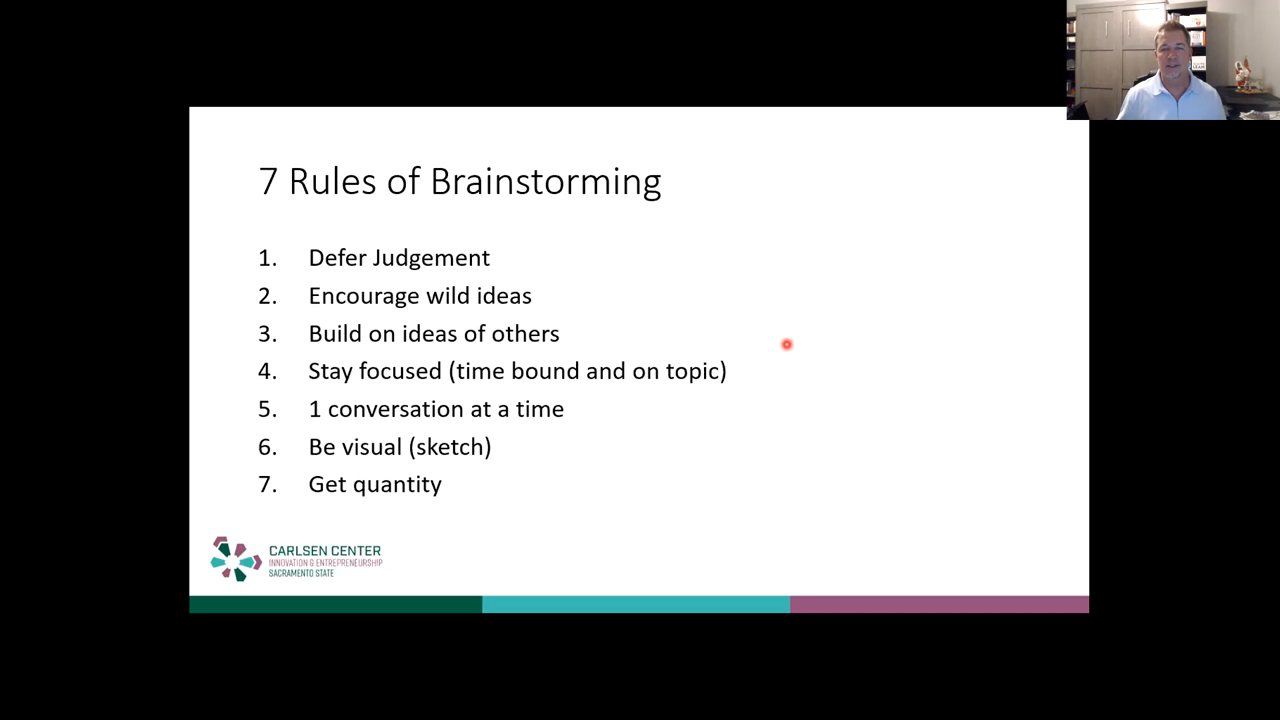 7 Rules of Brainstorming
1. Defer Judgement
2. Encourage wild ideas
3. Build on ideas of others
4. Stay focused (time bound and on topic)
5. 1 conversation at a time
6. Be visual (sketch)
7. Get quantity
CARLSEN CENTER
INNOVATION & ENTREPRENEURSHIP
SACRAMENTO STATE